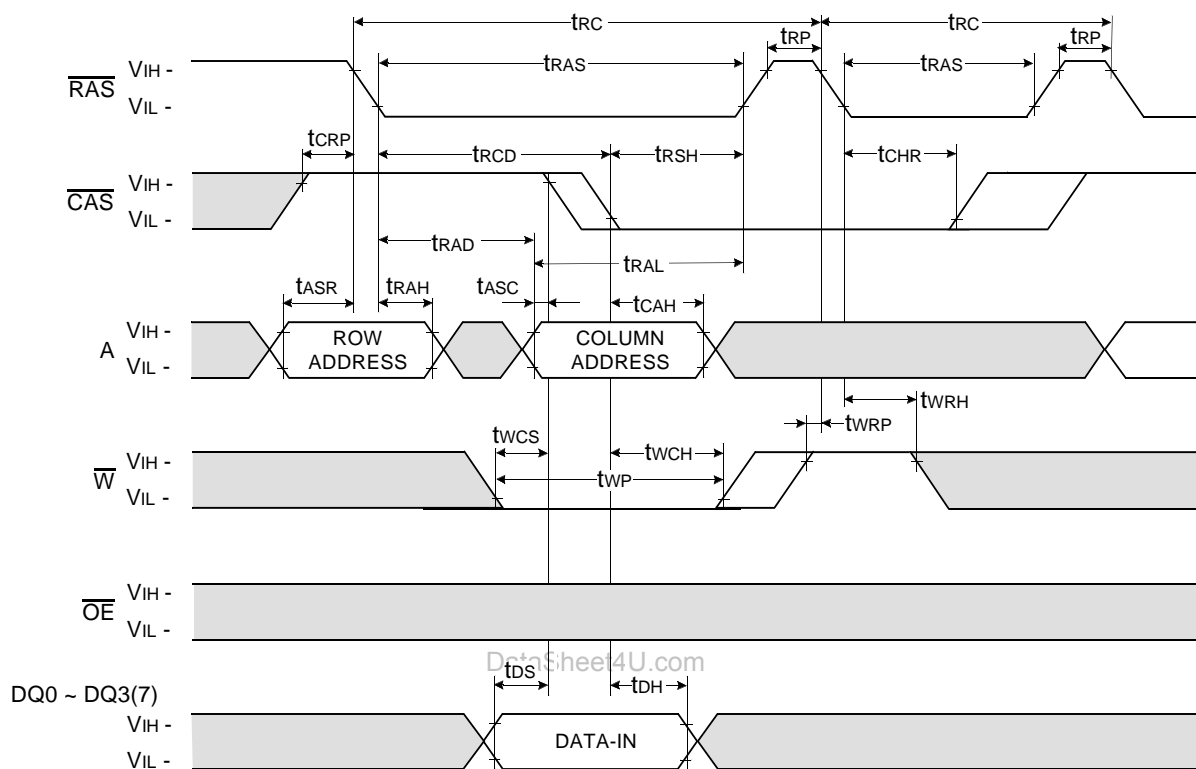 tRC tRC
tRP tRP
RAS VIH - tRAS tRAS
VIL -
tCRP tRCD tRSH tCHR
CAS VIH -
VIL -
tRAD
tRAL
tASR tRAH tASC tCAH
A VIH - ROW ADDRESS COLUMN ADDRESS
VIL -
tWRH
tWRP
tWCS tWCH
W VIH - tWP
VIL -
OE VIH -
VIL -
DataSheet4U.com
tDS tDH
DQ0 ~ DQ3(7)
VIH -
DATA-IN
VIL -